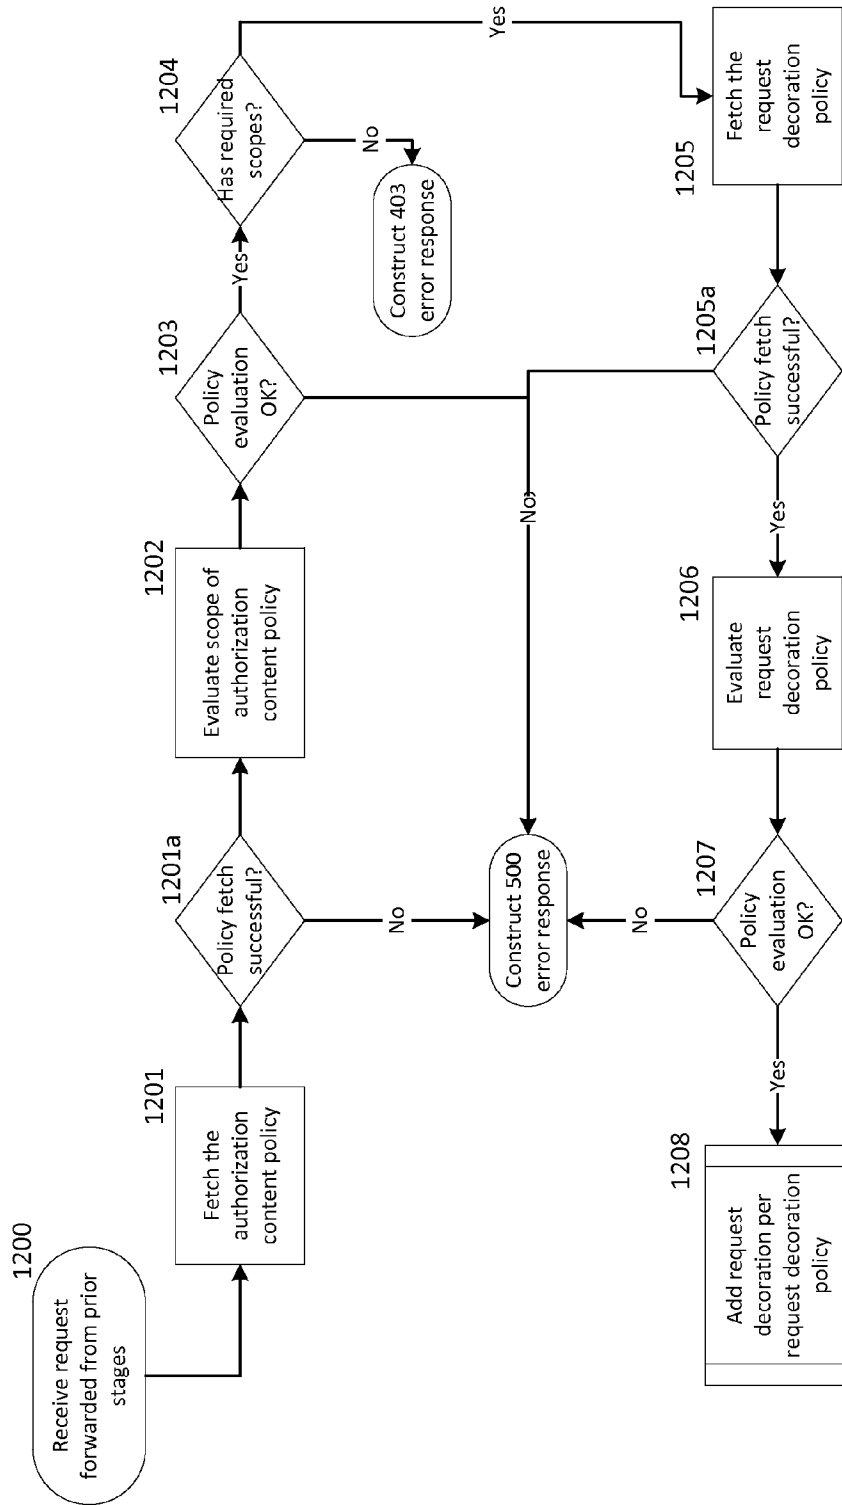 1200
Receive request
forwarded from prior
stages
1201
Fetch the
authorization
content policy
1201a
Policy fetch
successful?
No
1202
Evaluate scope of
authorization
content policy
1203
Policy
evaluation
OK?
Yes
1204
Has required
scopes?
No
Construct 403
error response
Yes
1205
Fetch the
request
decoration
policy
1205a
Policy fetch
successful?
No
Yes
1206
Evaluate
request
decoration
policy
1207
Policy
evaluation
OK?
No
Construct 500
error response
Yes
1208
Add request
decoration per
request decoration
policy